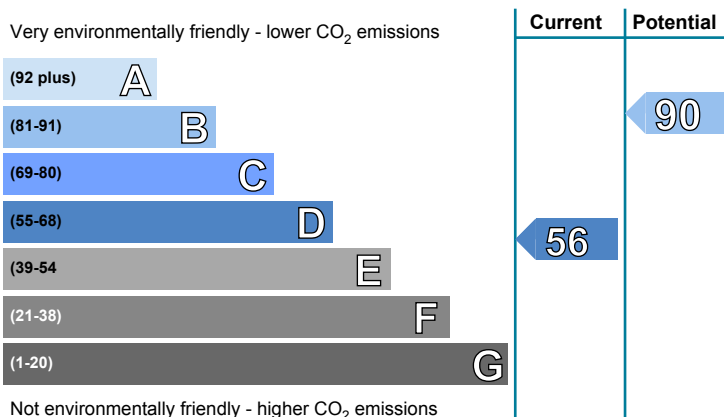 Current Potential
Very environmentally friendly - lower CO2 emissions
(92 plus) A
(81-91) B 90
(69-80) C
(55-68) D 56
(39-54 E
(21-38) F
(1-20) G
Not environmentally friendly - higher CO2 emissions